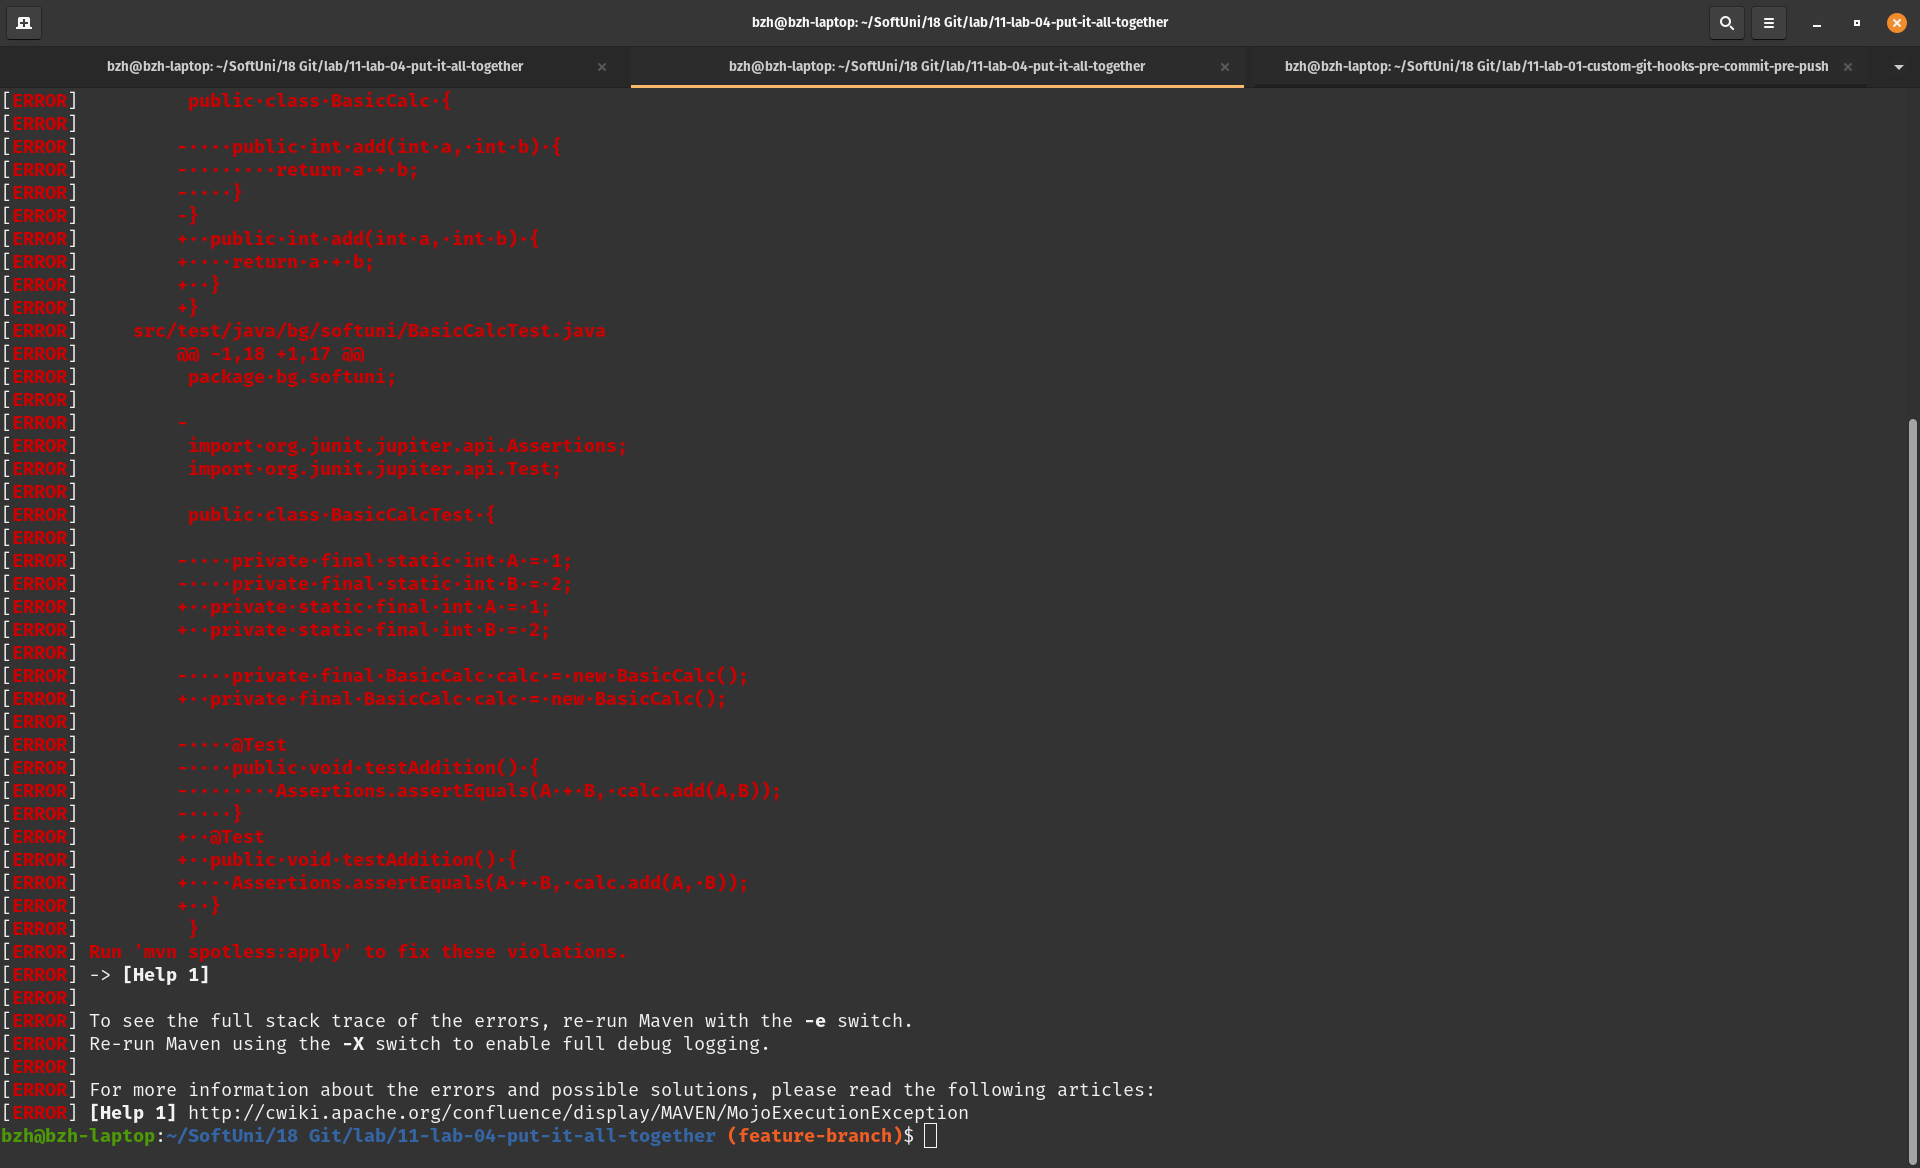 bzh@bzh-laptop: ~/SoftUni/18 Git/lab/11-lab-04-put-it-all-together
bzh@bzh-laptop: ~/SoftUni/18 Git/lab/11-lab-04-put-it-all-together × bzh@bzh-laptop: ~/SoftUni/18 Git/lab/11-lab-04-put-it-all-together × bzh@bzh-laptop: ~/SoftUni/18 Git/lab/11-lab-01-custom-git-hooks-pre-commit-pre-push ×
[ERROR]          public·class·BasicCalc·{
[ERROR]
[ERROR]         -····public·int·add(int·a,·int·b)·{
[ERROR]         -········return·a·+·b;
[ERROR]         -····}
[ERROR]         -}
[ERROR]         +··public·int·add(int·a,·int·b)·{
[ERROR]         +····return·a·+·b;
[ERROR]         +··}
[ERROR]         +}
[ERROR]     src/test/java/bg/softuni/BasicCalcTest.java
[ERROR]         @@ -1,18 +1,17 @@
[ERROR]          package·bg.softuni;
[ERROR]
[ERROR]         -
[ERROR]          import·org.junit.jupiter.api.Assertions;
[ERROR]          import·org.junit.jupiter.api.Test;
[ERROR]
[ERROR]          public·class·BasicCalcTest·{
[ERROR]
[ERROR]         -····private·final·static·int·A·=·1;
[ERROR]         -····private·final·static·int·B·=·2;
[ERROR]         +··private·static·final·int·A·=·1;
[ERROR]         +··private·static·final·int·B·=·2;
[ERROR]
[ERROR]         -····private·final·BasicCalc·calc·=·new·BasicCalc();
[ERROR]         +··private·final·BasicCalc·calc·=·new·BasicCalc();
[ERROR]
[ERROR]         -····@Test
[ERROR]         -····public·void·testAddition()·{
[ERROR]         -········Assertions.assertEquals(A·+·B,·calc.add(A,B));
[ERROR]         -····}
[ERROR]         +··@Test
[ERROR]         +··public·void·testAddition()·{
[ERROR]         +····Assertions.assertEquals(A·+·B,·calc.add(A,·B));
[ERROR]         +··}
[ERROR]          }
[ERROR] Run 'mvn spotless:apply' to fix these violations.
[ERROR] -> [Help 1]
[ERROR]
[ERROR] To see the full stack trace of the errors, re-run Maven with the -e switch.
[ERROR] Re-run Maven using the -X switch to enable full debug logging.
[ERROR]
[ERROR] For more information about the errors and possible solutions, please read the following articles:
[ERROR] [Help 1] http://cwiki.apache.org/confluence/display/MAVEN/MojoExecutionException
bzh@bzh-laptop:~/SoftUni/18 Git/lab/11-lab-04-put-it-all-together (feature-branch)$